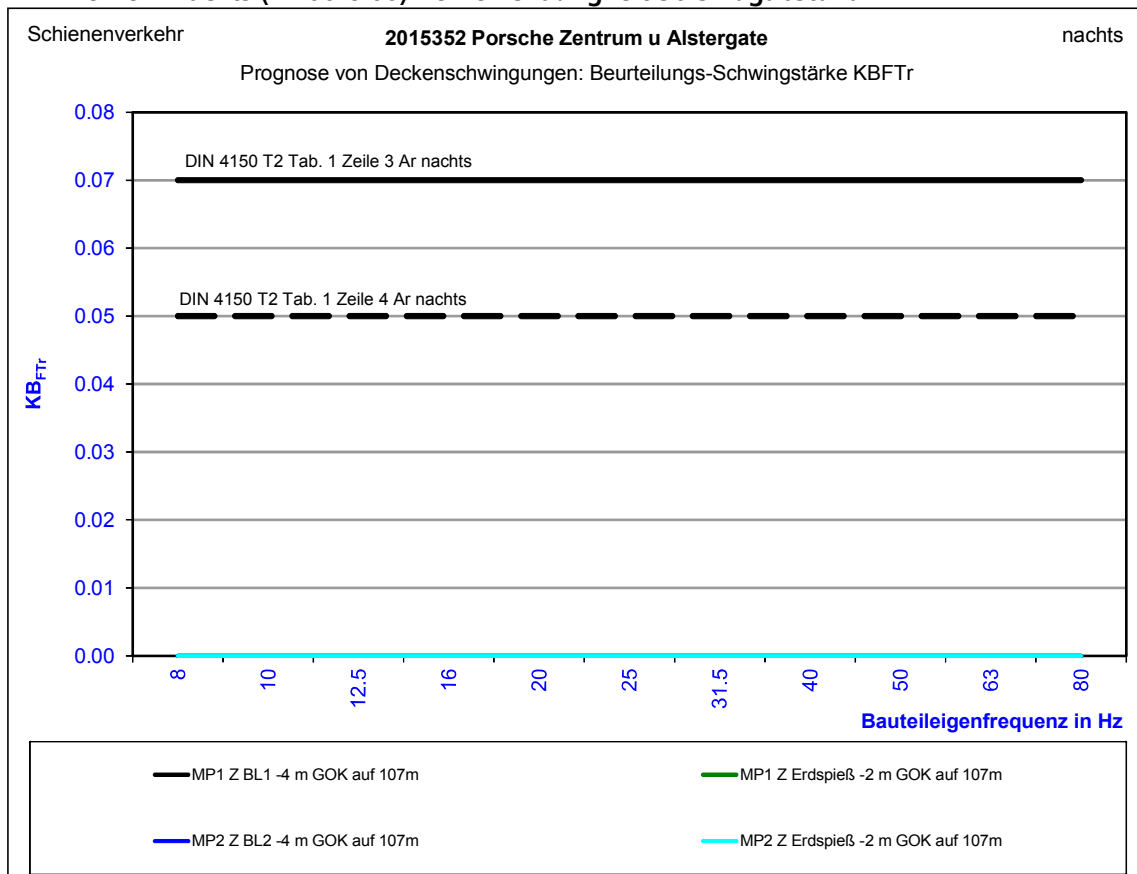 Schienenverkehr
2015352 Porsche Zentrum u Alstergate
nachts
Prognose von Deckenschwingungen: Beurteilungs-Schwingstärke KBFTr
0.08
DIN 4150 T2 Tab. 1 Zeile 3 Ar nachts
0.07
0.06
DIN 4150 T2 Tab. 1 Zeile 4 Ar nachts
0.05
0.04
0.03
0.02
0.01
0.00
KBFTr
8 10 12.5 16 20 25 31.5 40 50 63 80
Bauteileigenfrequenz in Hz
MP1 Z BL1 -4 m GOK auf 107m
MP1 Z Erdspieß -2 m GOK auf 107m
MP2 Z BL2 -4 m GOK auf 107m
MP2 Z Erdspieß -2 m GOK auf 107m